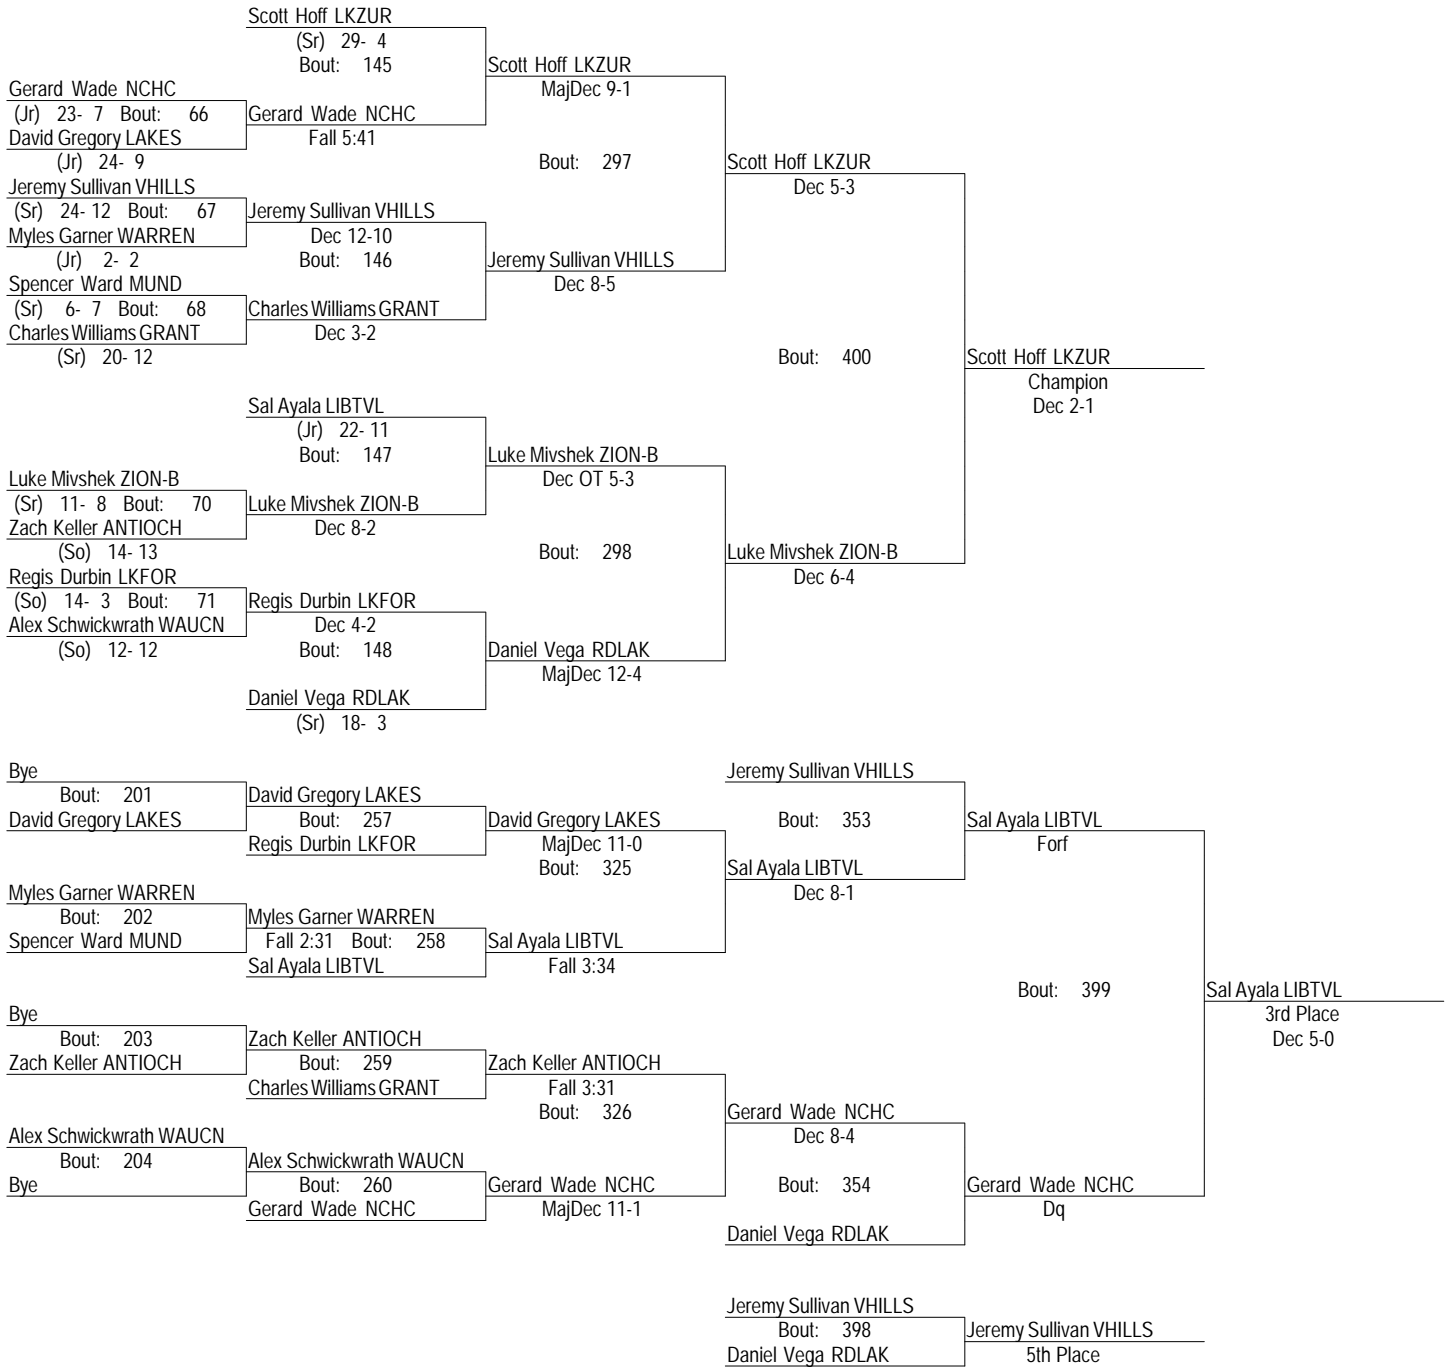 Scott Hoff LKZUR
(Sr) 29- 4
Bout: 145
Scott Hoff LKZUR
Gerard Wade NCHC
MajDec 9-1
(Jr) 23- 7 Bout: 66
Gerard Wade NCHC
David Gregory LAKES
Fall 5:41
(Jr) 24- 9
Bout: 297
Scott Hoff LKZUR
Jeremy Sullivan VHILLS
Dec 5-3
(Sr) 24- 12 Bout: 67
Jeremy Sullivan VHILLS
Myles Garner WARREN
Dec 12-10
(Jr) 2- 2
Bout: 146
Jeremy Sullivan VHILLS
Spencer Ward MUND
Dec 8-5
(Sr) 6- 7 Bout: 68
Charles Williams GRANT
Charles Williams GRANT
Dec 3-2
(Sr) 20- 12
Bout: 400
Scott Hoff LKZUR
Champion
Dec 2-1
Sal Ayala LIBTVL
(Jr) 22- 11
Bout: 147
Luke Mivshek ZION-B
Luke Mivshek ZION-B
Dec OT 5-3
(Sr) 11- 8 Bout: 70
Luke Mivshek ZION-B
Zach Keller ANTIOCH
Dec 8-2
(So) 14- 13
Bout: 298
Luke Mivshek ZION-B
Regis Durbin LKFOR
Dec 6-4
(So) 14- 3 Bout: 71
Regis Durbin LKFOR
Alex Schwickwrath WAUCN
Dec 4-2
(So) 12- 12
Bout: 148
Daniel Vega RDLAK
MajDec 12-4
Daniel Vega RDLAK
(Sr) 18- 3
Bye
Jeremy Sullivan VHILLS
Bout: 201
David Gregory LAKES
David Gregory LAKES
Bout: 257
David Gregory LAKES
Bout: 353
Sal Ayala LIBTVL
Regis Durbin LKFOR
MajDec 11-0
Forf
Bout: 325
Sal Ayala LIBTVL
Myles Garner WARREN
Dec 8-1
Bout: 202
Myles Garner WARREN
Spencer Ward MUND
Fall 2:31 Bout: 258
Sal Ayala LIBTVL
Sal Ayala LIBTVL
Fall 3:34
Bout: 399
Sal Ayala LIBTVL
3rd Place
Dec 5-0
Bye
Bout: 203
Zach Keller ANTIOCH
Zach Keller ANTIOCH
Bout: 259
Zach Keller ANTIOCH
Charles Williams GRANT
Fall 3:31
Bout: 326
Gerard Wade NCHC
Alex Schwickwrath WAUCN
Dec 8-4
Bout: 204
Alex Schwickwrath WAUCN
Bye
Bout: 260
Gerard Wade NCHC
Bout: 354
Gerard Wade NCHC
Gerard Wade NCHC
MajDec 11-1
Dq
Daniel Vega RDLAK
Jeremy Sullivan VHILLS
Bout: 398
Jeremy Sullivan VHILLS
Daniel Vega RDLAK
5th Place